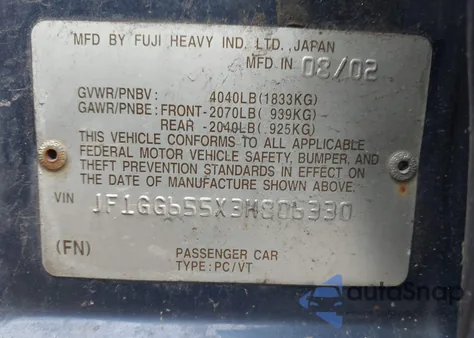 MFD BY FUJI HEAVY IND. LTD., JAPAN
MFD IN 08/02
GVWR/PNBV : 4040LB(1833KG)
GAWR/PNBE: FRONT-2070LB( 939KG)
REAR -2040LB( 925KG)
THIS VEHICLE CONFORMS TO ALL APPLICABLE
FEDERAL MOTOR VEHICLE SAFETY, BUMPER, AND
THEFT PREVENTION STANDARDS IN EFFECT ON
THE DATE OF MANUFACTURE SHOWN ABOVE.
VIN JF1GG655X3H806330
(FN) PASSENGER CAR
TYPE: PC/VT
autoSnap